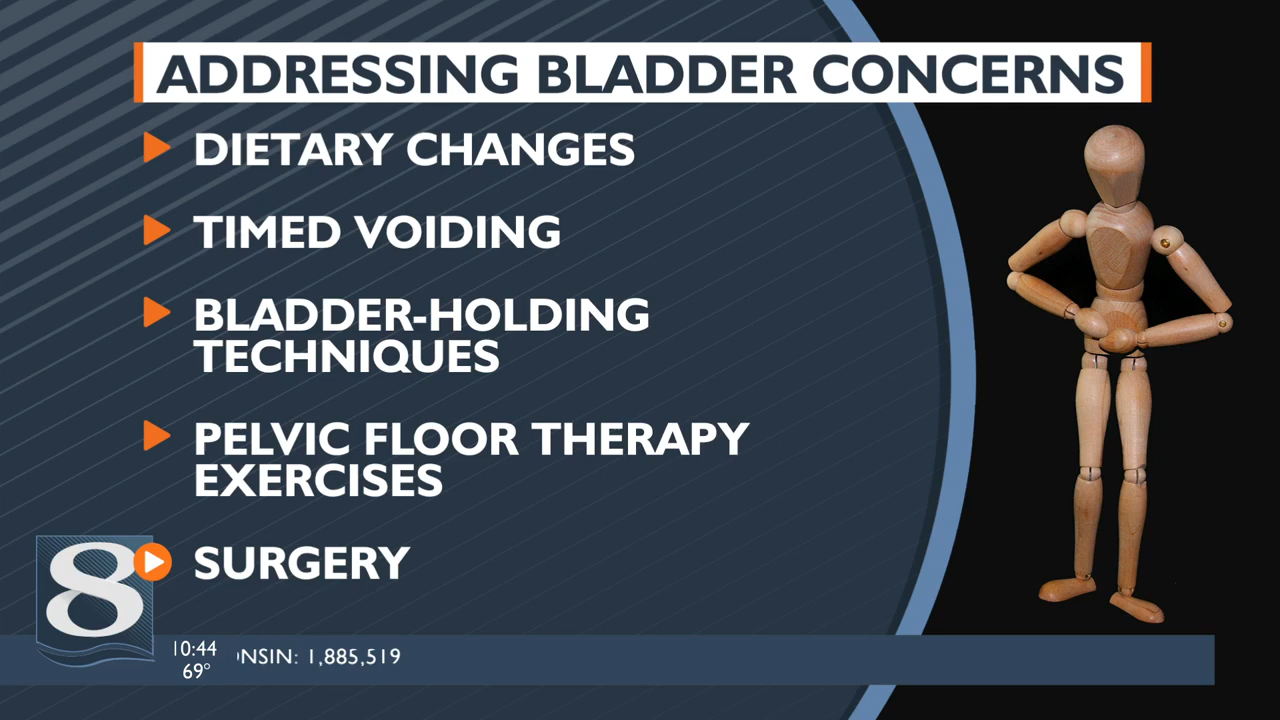 ADDRESSING BLADDER CONCERNS
DIETARY CHANGES
TIMED VOIDING
BLADDER-HOLDING
TECHNIQUES
PELVIC FLOOR THERAPY
EXERCISES
SURGERY
8
10:44
69°
NSIN: 1,885,519